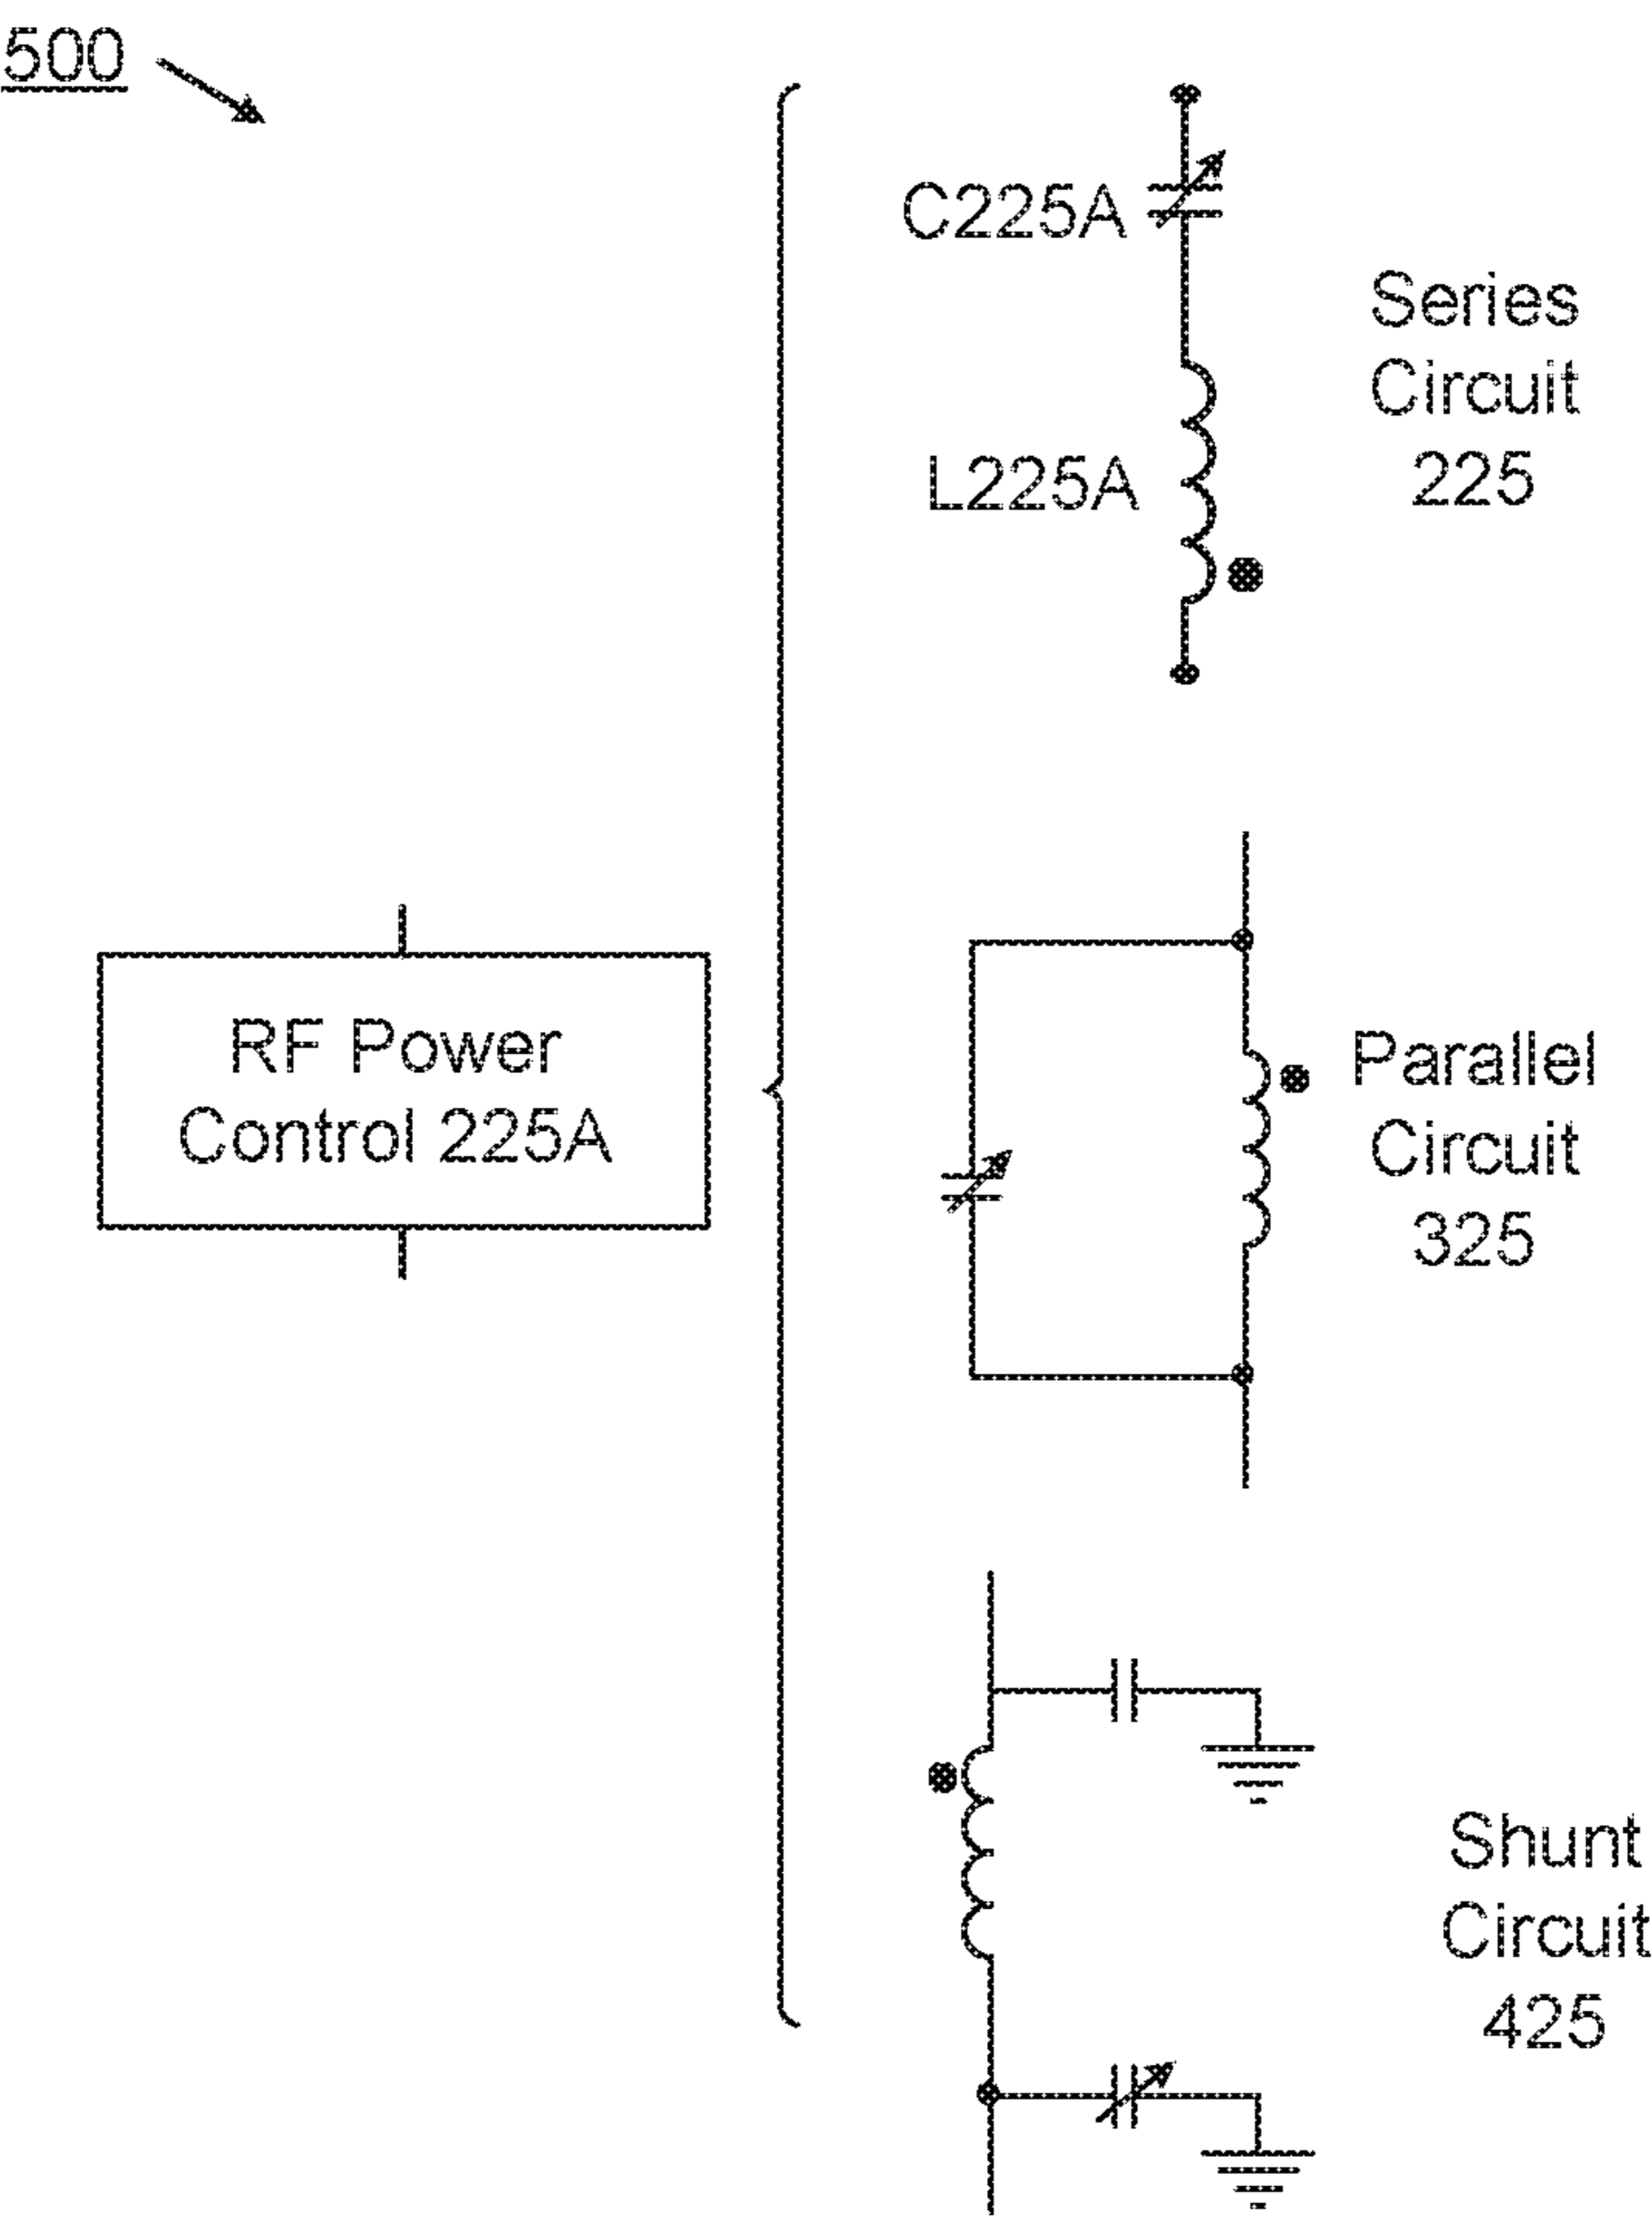 500
C225A
L225A
Series
Circuit
225
RF Power
Control 225A
Parallel
Circuit
325
Shunt
Circuit
425